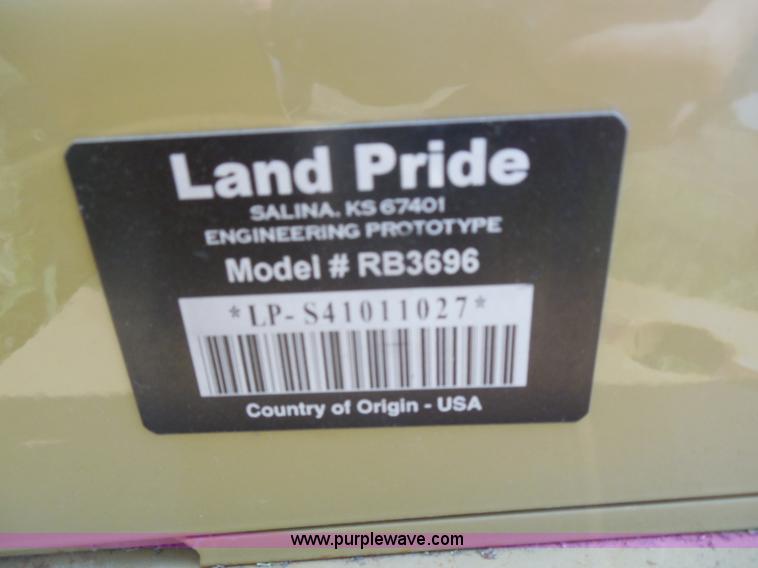 Land Pride
SALINA, KS 67401
ENGINEERING PROTOTYPE
Model # RB3696
*LP-S41011027*
Country of Origin - USA
www.purplewave.com